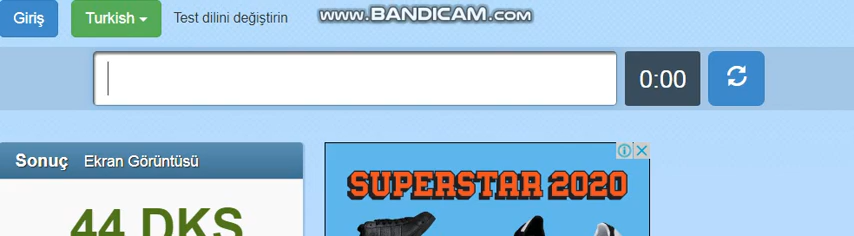 Giriş
Turkish
Test dilini değiştirin
www.BANDICAM.com
0:00
Sonuç Ekran Görüntüsü
44 DKS
SUPERSTAR 2020